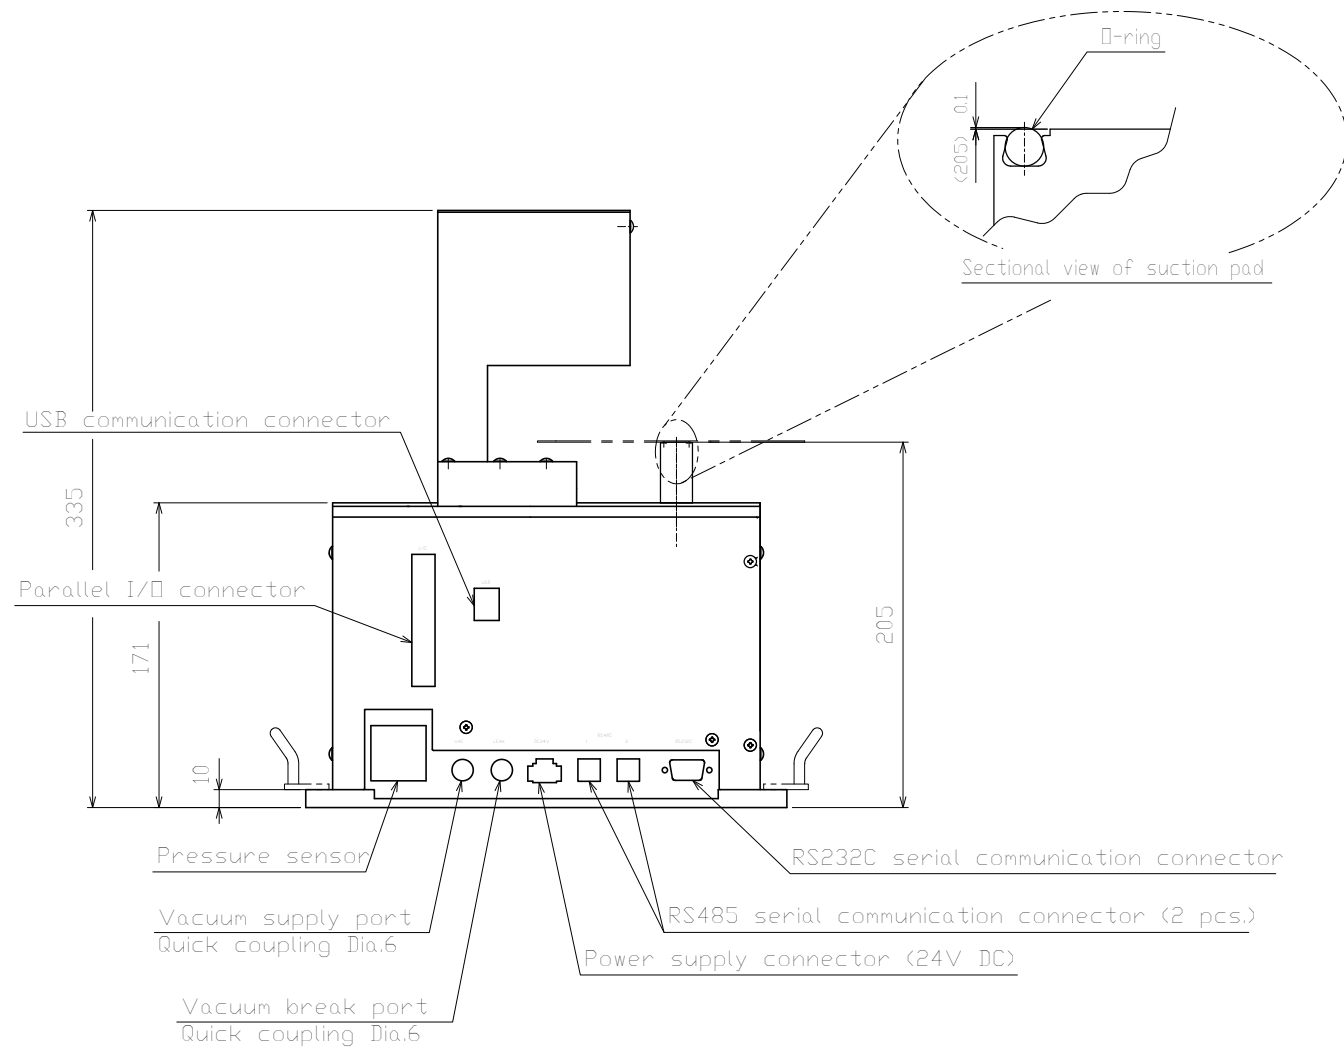 O-ring
0.1
(205)
Sectional view of suction pad
USB communication connector
335
171
Parallel I/O connector
205
10
Pressure sensor
RS232C serial communication connector
Vacuum supply port
Quick coupling Dia.6
RS485 serial communication connector (2 pcs.)
Power supply connector (24V DC)
Vacuum break port
Quick coupling Dia.6